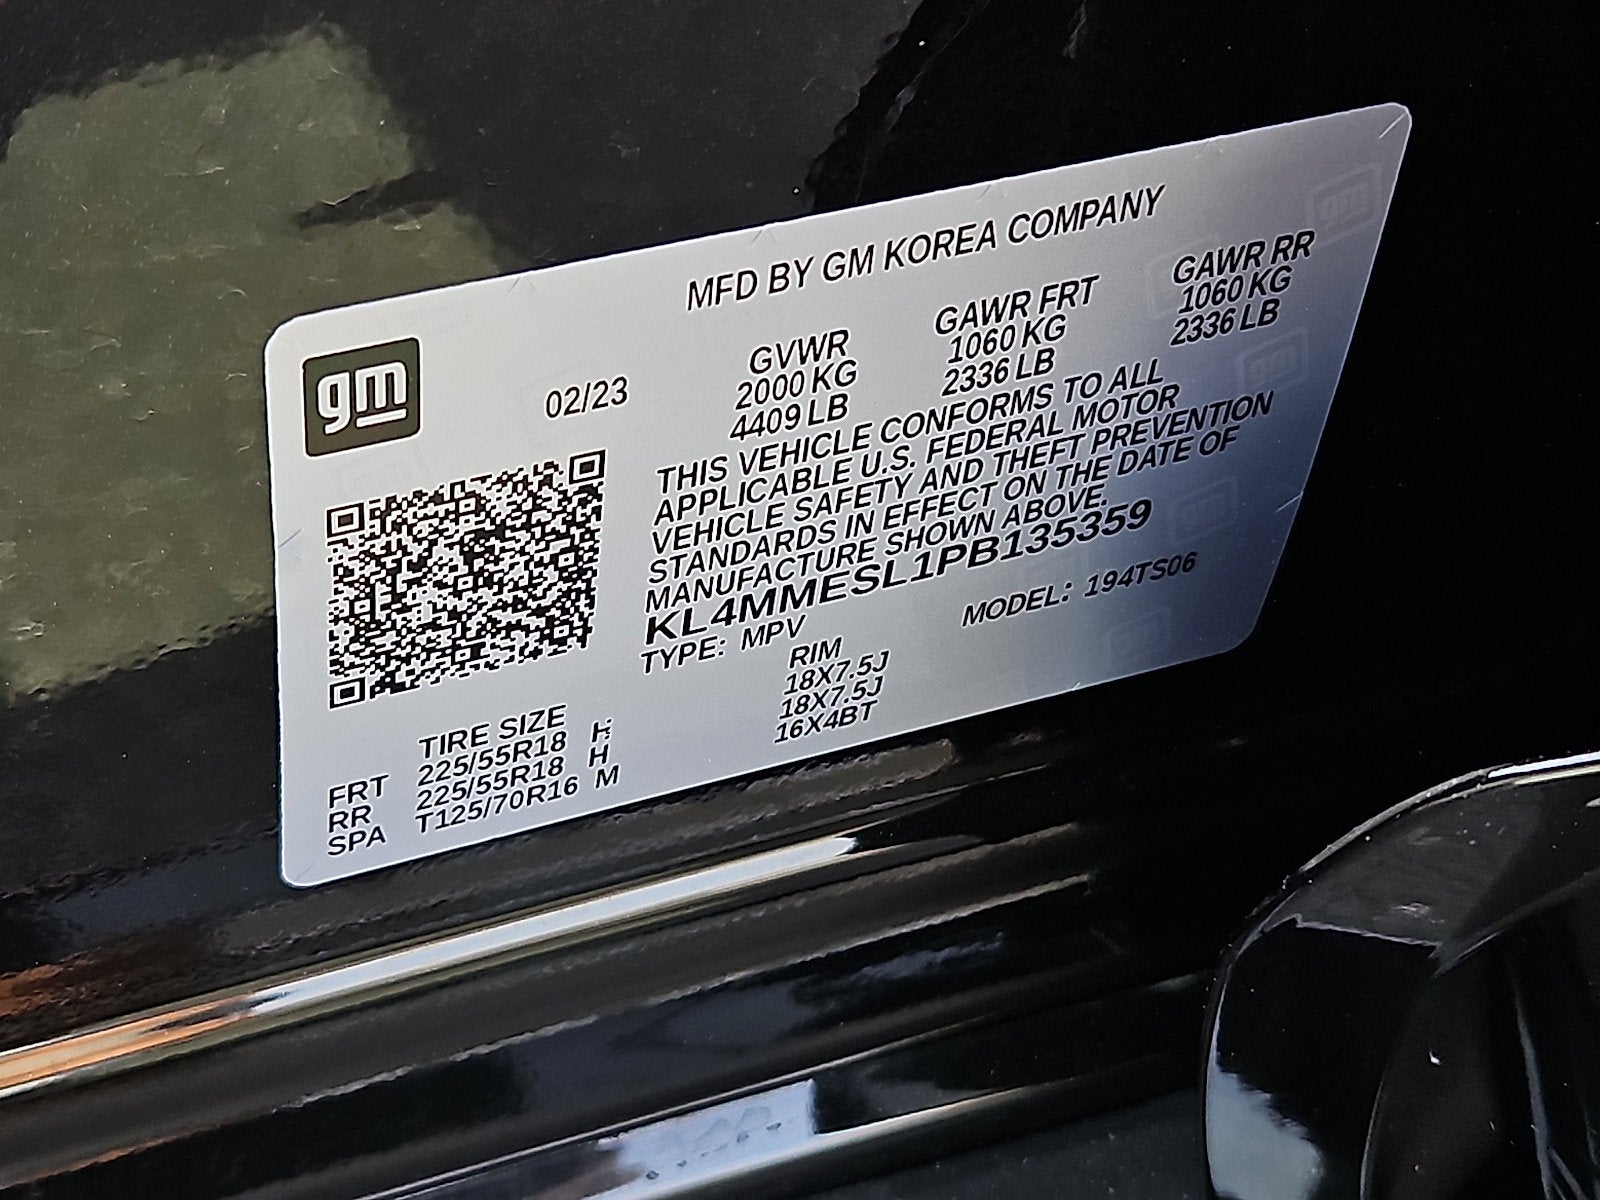 gm
MFD BY GM KOREA COMPANY
02/23
GVWR GAWR FRT GAWR RR
2000 KG 1060 KG 1060 KG
4409 LB 2336 LB 2336 LB
THIS VEHICLE CONFORMS TO ALL
APPLICABLE U.S. FEDERAL MOTOR
VEHICLE SAFETY AND THEFT PREVENTION
STANDARDS IN EFFECT ON THE DATE OF
MANUFACTURE SHOWN ABOVE.
KL4MMESL1PB135359
TYPE: MPV MODEL: 194TS06
TIRE SIZE RIM
FRT 225/55R18 H 18X7.5J
RR 225/55R18 H 18X7.5J
SPA T125/70R16 M 16X4BT